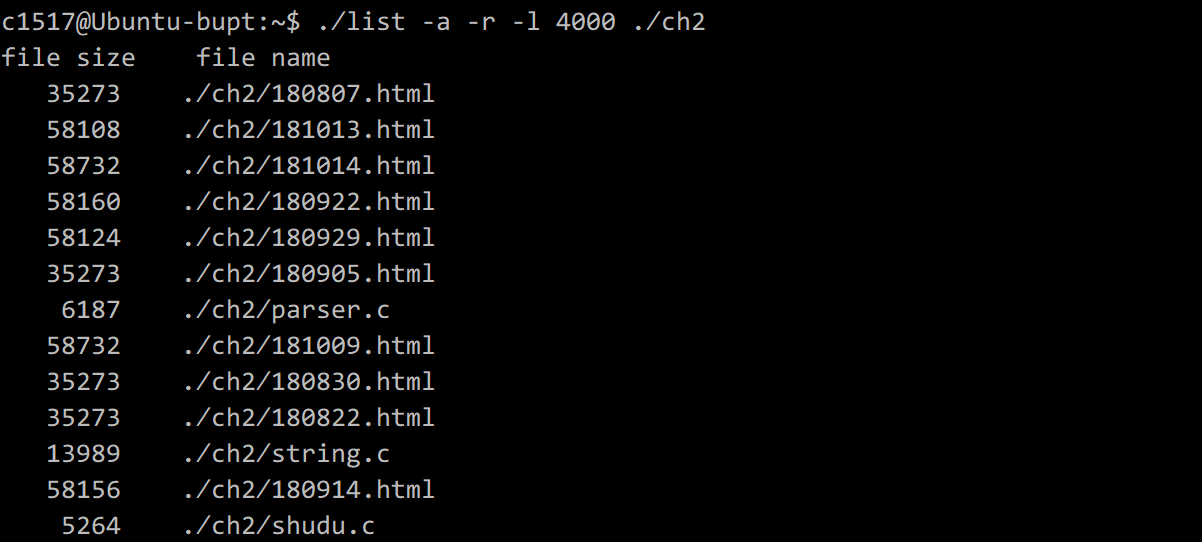 c1517@Ubuntu-bupt:~$ ./list -a -r -l 4000 ./ch2
file size    file name
   35273    ./ch2/180807.html
   58108    ./ch2/181013.html
   58732    ./ch2/181014.html
   58160    ./ch2/180922.html
   58124    ./ch2/180929.html
   35273    ./ch2/180905.html
    6187    ./ch2/parser.c
   58732    ./ch2/181009.html
   35273    ./ch2/180830.html
   35273    ./ch2/180822.html
   13989    ./ch2/string.c
   58156    ./ch2/180914.html
    5264    ./ch2/shudu.c